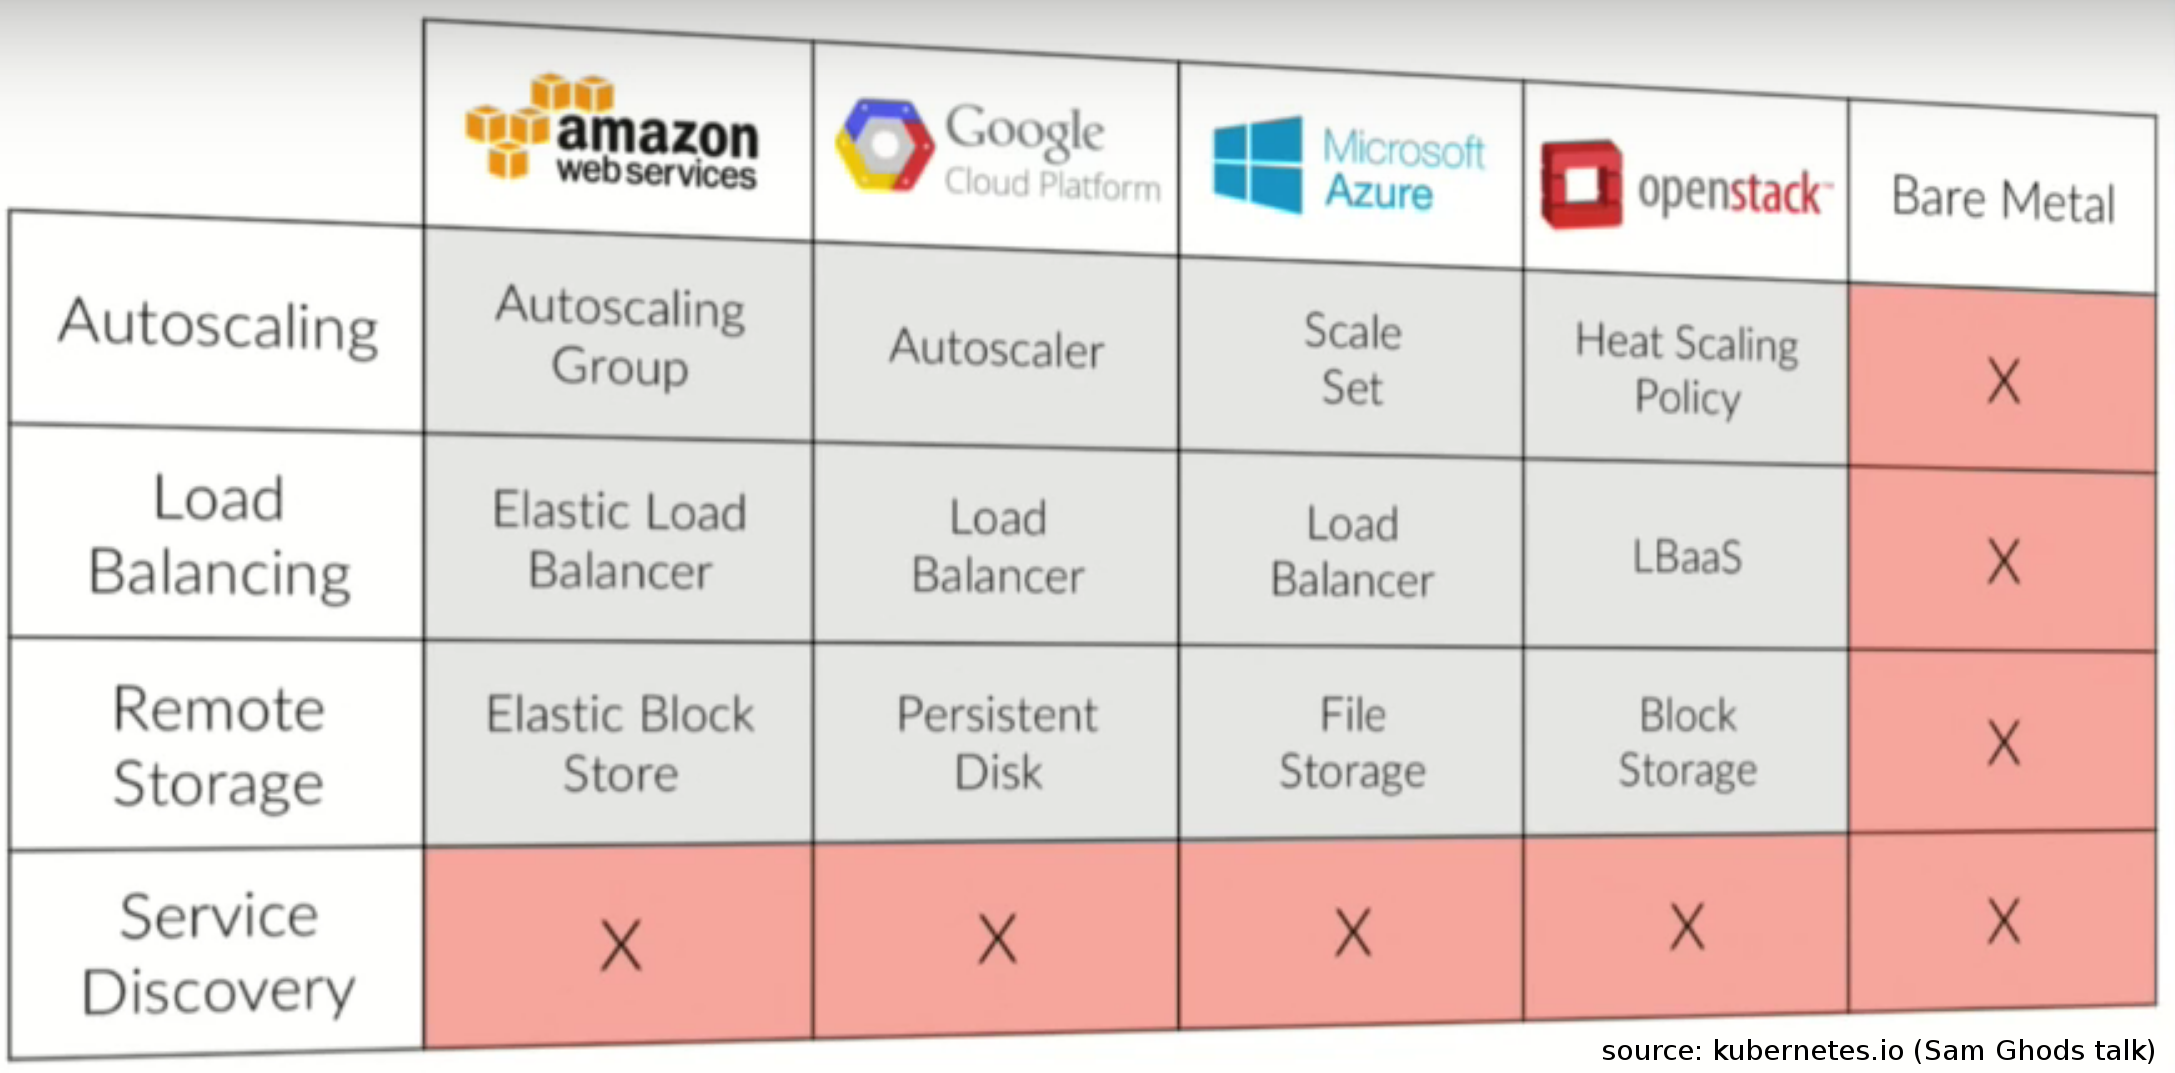 amazon
web services
Google
Cloud Platform
Microsoft
Azure
openstack™
Bare Metal
Autoscaling
Autoscaling
Group
Autoscaler
Scale
Set
Heat Scaling
Policy
X
Load
Balancing
Elastic Load
Balancer
Load
Balancer
Load
Balancer
LBaaS
X
Remote
Storage
Elastic Block
Store
Persistent
Disk
File
Storage
Block
Storage
X
Service
Discovery
X
X
X
X
X
source: kubernetes.io (Sam Ghods talk)